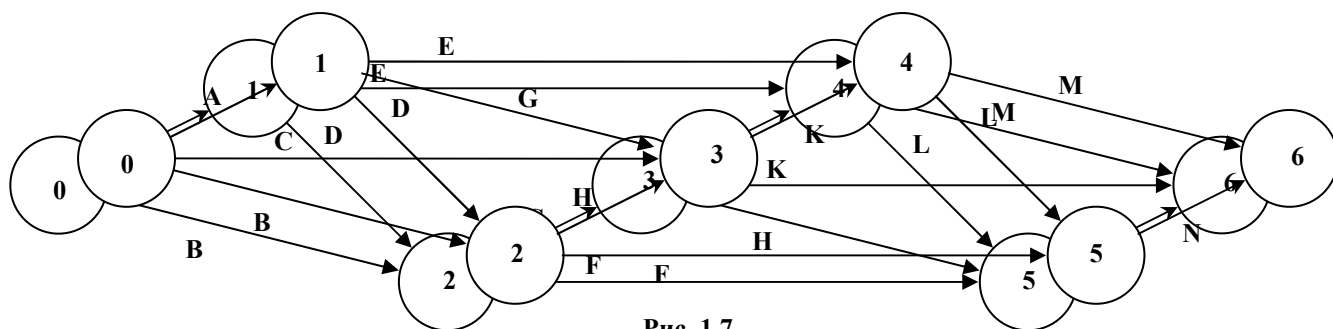 1 E 4
E
1 4 M
A D G
C D L M
K L
0 3 6
0 3 K 6
H
B B 2 H 5 N
2 F F 5
Рис. 1.7